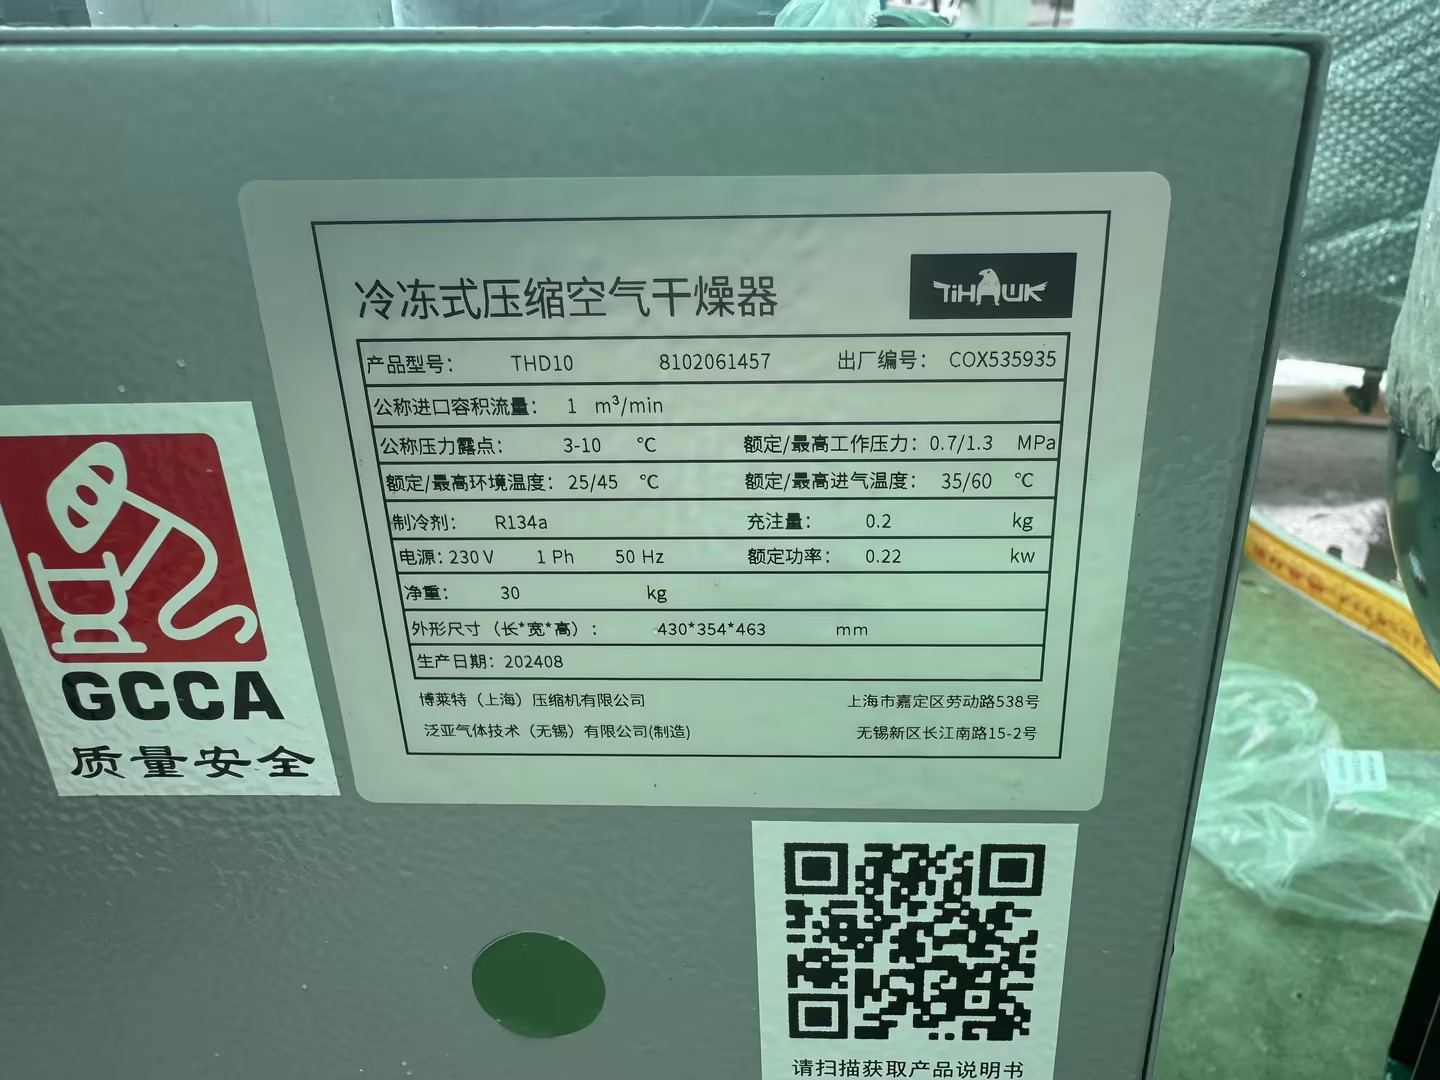 冷冻式压缩空气干燥器
TiHAWK
产品型号： THD10 8102061457 出厂编号： COX535935
公称进口容积流量： 1 m³/min
公称压力露点： 3-10 ℃ 额定/最高工作压力： 0.7/1.3 MPa
额定/最高环境温度： 25/45 ℃ 额定/最高进气温度： 35/60 ℃
制冷剂： R134a 充注量： 0.2 kg
电源: 230 V 1 Ph 50 Hz 额定功率： 0.22 kw
净重： 30 kg
外形尺寸（长*宽*高）： 430*354*463 mm
生产日期: 202408
博莱特（上海）压缩机有限公司 上海市嘉定区劳动路538号
泛亚气体技术（无锡）有限公司(制造) 无锡新区长江南路15-2号
GCCA
质量安全
请扫描获取产品说明书